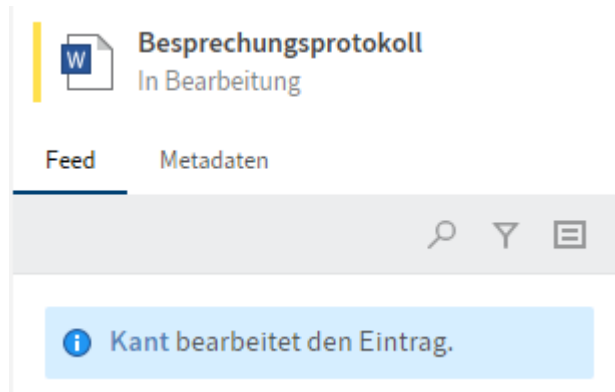 W
Besprechungsprotokoll
In Bearbeitung
Feed Metadaten
Kant bearbeitet den Eintrag.